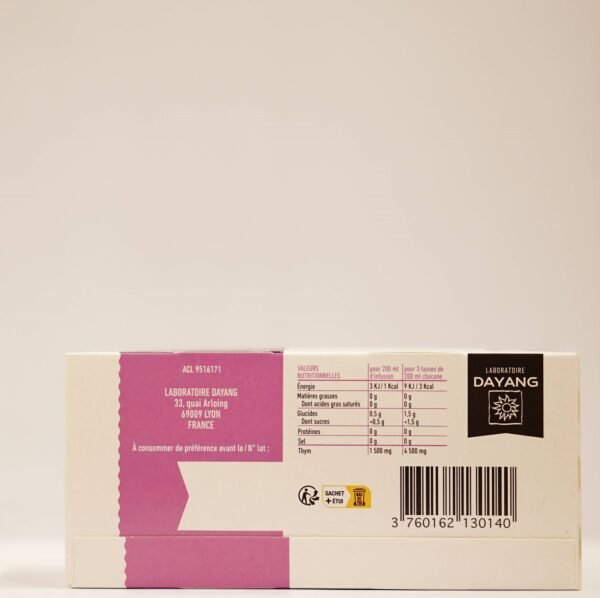 ACL 9516171
LABORATOIRE DAYANG
33, quai Arloing
69009 LYON
FRANCE
À consommer de préférence avant le / N° lot :
VALEURS NUTRITIONNELLES pour 200 ml d'infusion pour 3 tasses de 200 ml chacune
Énergie 3 KJ / 1 Kcal 9 KJ / 3 Kcal
Matières grasses 0 g 0 g
Dont acides gras saturés 0 g 0 g
Glucides 0,5 g 1,5 g
Dont sucres <0,5 g <1,5 g
Protéines 0 g 0 g
Sel 0 g 0 g
Thym 1 500 mg 4 500 mg
LABORATOIRE
DAYANG
SACHET
+ ÉTUI
BAC
DE
TRI
3 760162 130140